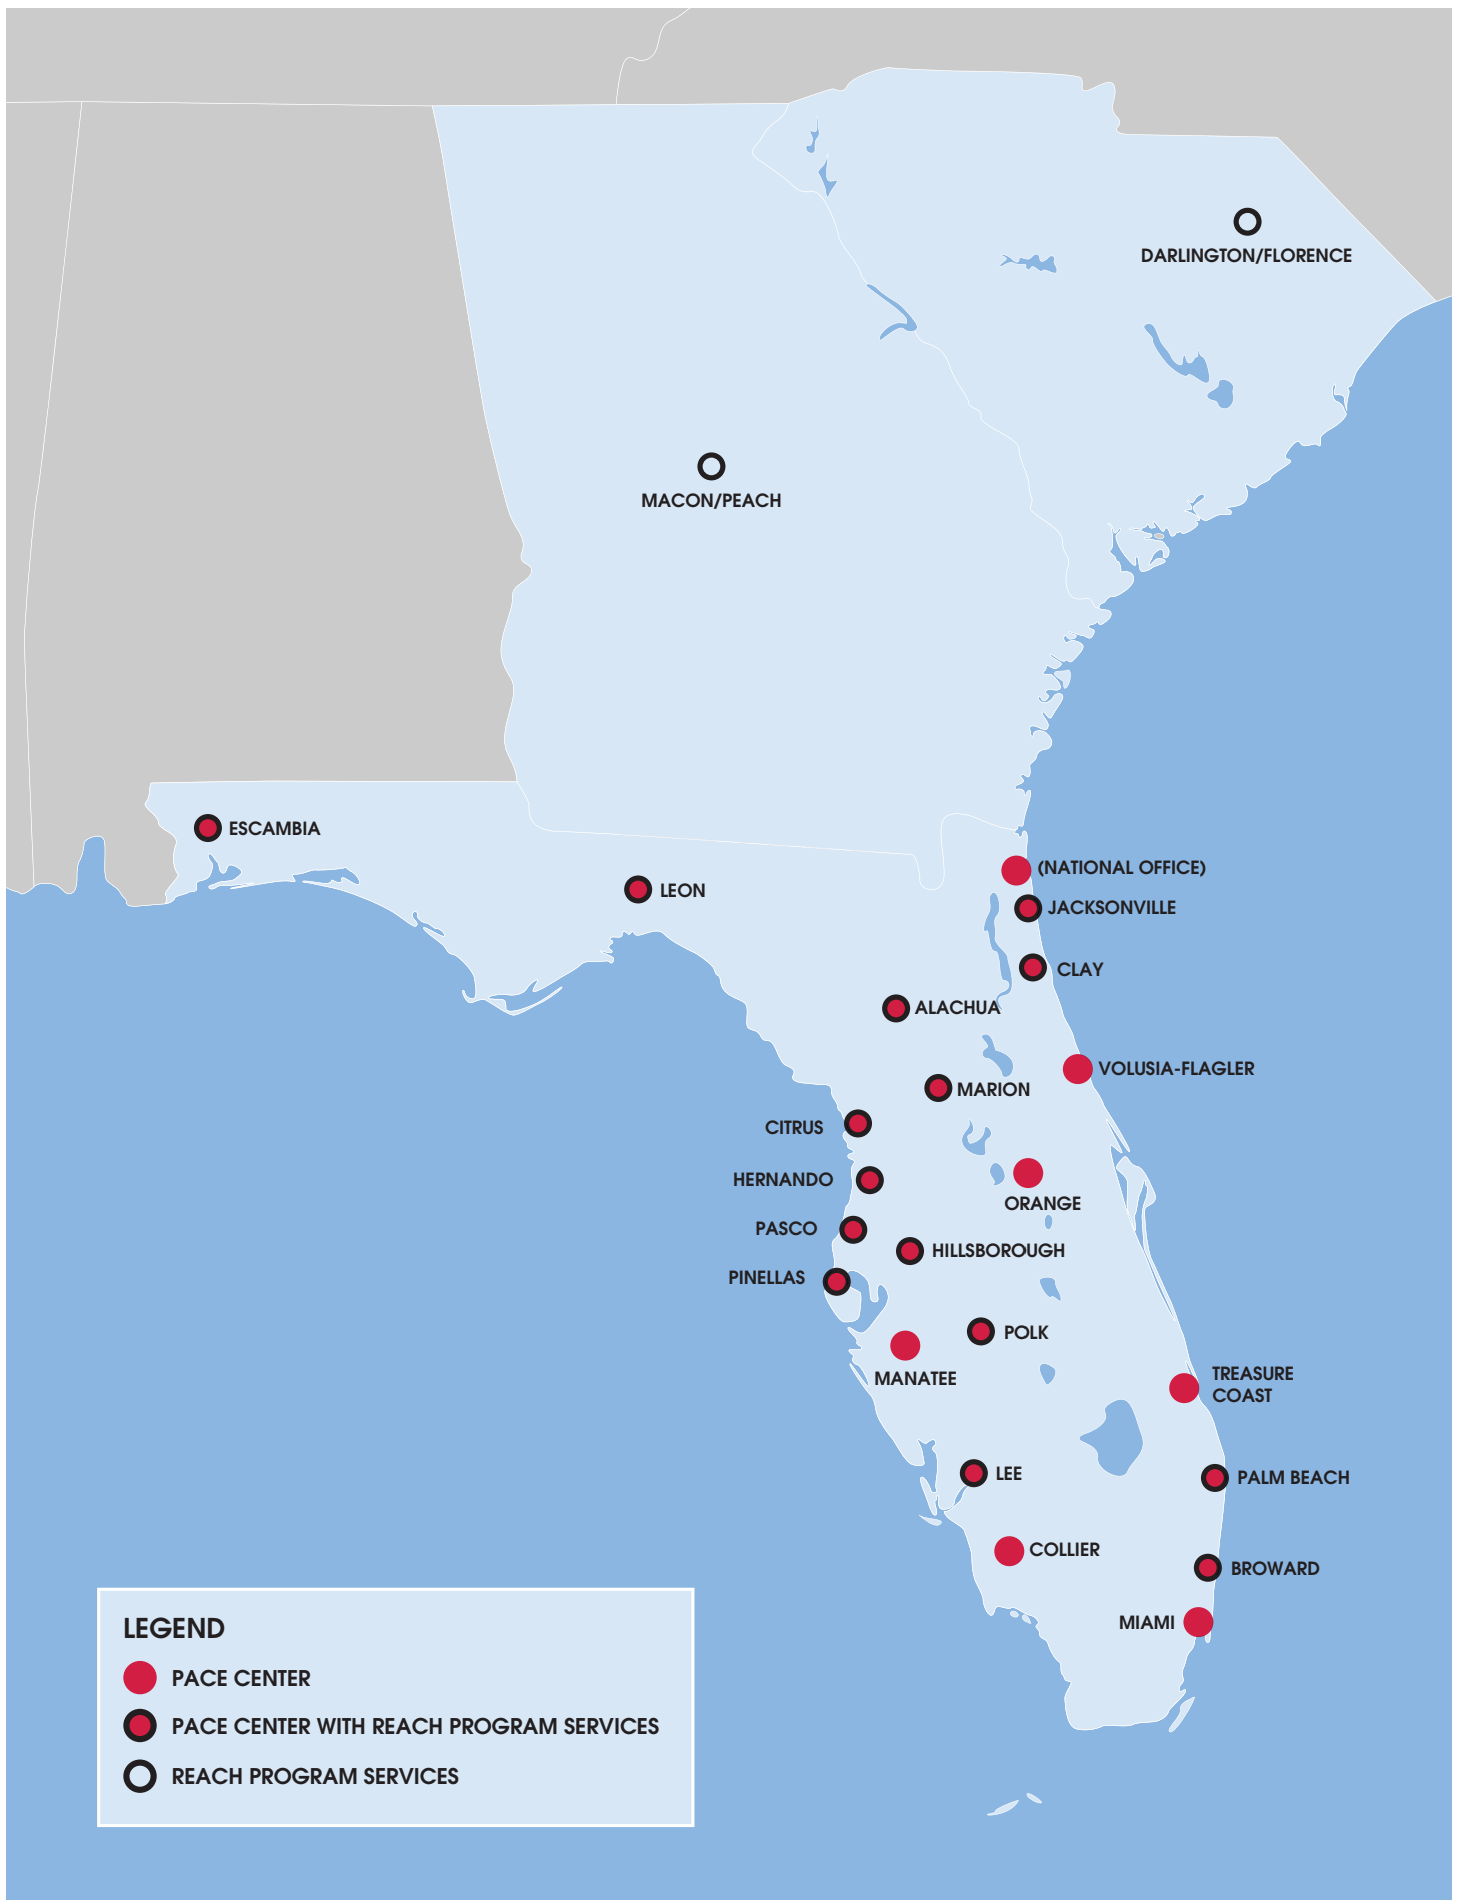 DARLINGTON/FLORENCE
MACON/PEACH
ESCAMBIA
(NATIONAL OFFICE)
LEON
JACKSONVILLE
CLAY
ALACHUA
VOLUSIA-FLAGLER
MARION
CITRUS
HERNANDO
ORANGE
PASCO
HILLSBOROUGH
PINELLAS
POLK
MANATEE
TREASURE
COAST
LEE
PALM BEACH
COLLIER
BROWARD
MIAMI
LEGEND
PACE CENTER
PACE CENTER WITH REACH PROGRAM SERVICES
REACH PROGRAM SERVICES